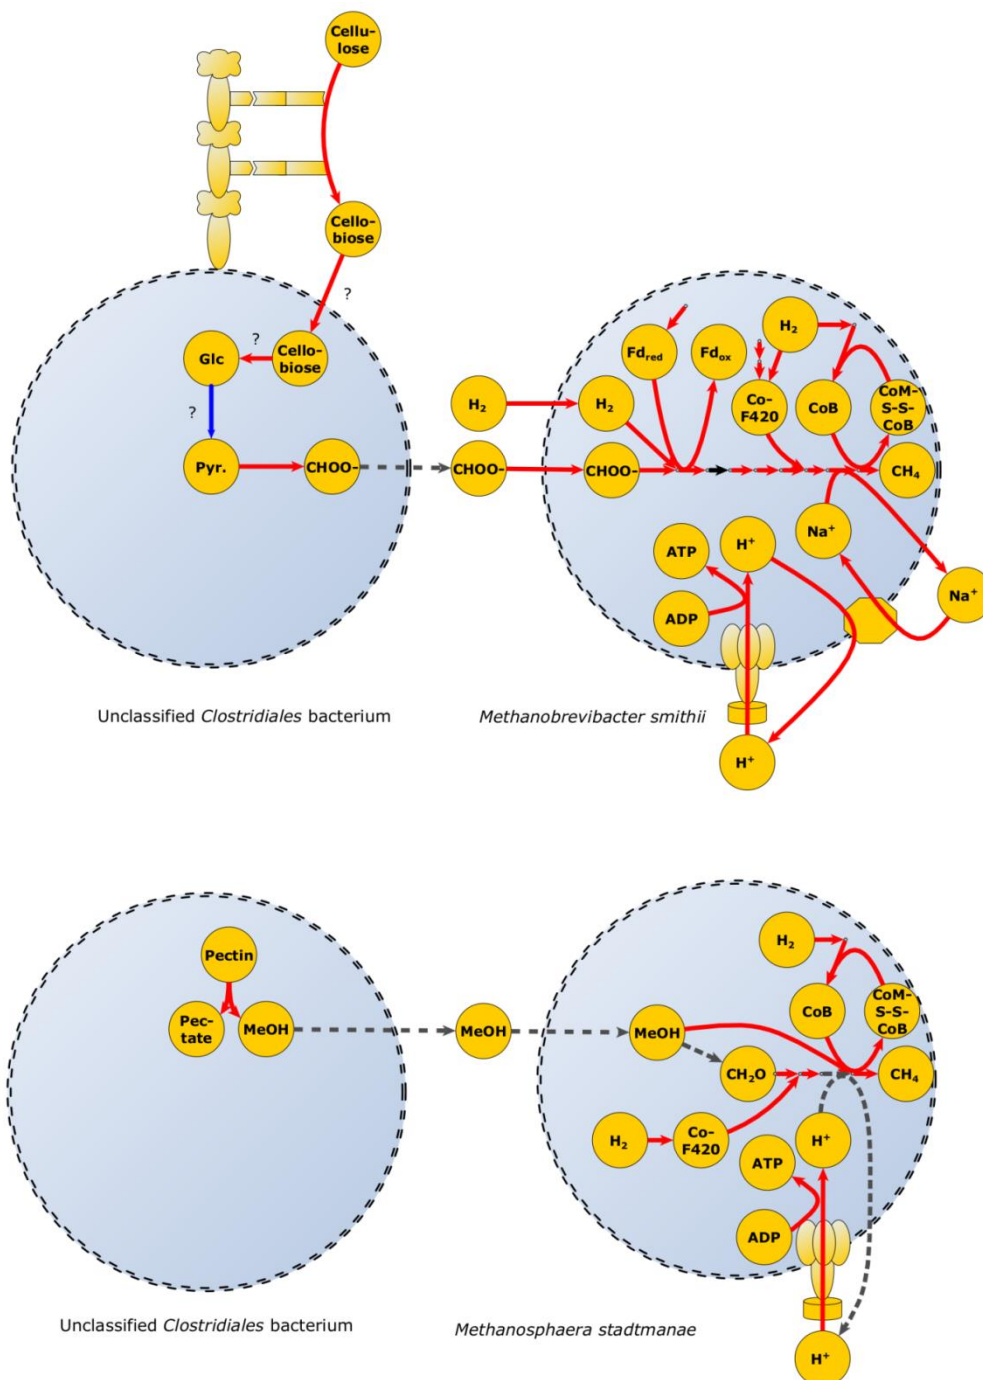 Cellu-
lose
Cello-
biose
?
?
Glc
Cello-
biose
?
Pyr.
CHOO-
H₂
CHOO-
Fd_red
Fd_ox
H₂
H₂
Co-
F420
CoB
CoM-
S-S-
CoB
CHOO-
CH₄
ATP
H⁺
Na⁺
ADP
Na⁺
H⁺
Unclassified Clostridiales bacterium
Methanobrevibacter smithii
Pectin
Pec-
tate
MeOH
MeOH
H₂
MeOH
CoB
CoM-
S-S-
CoB
CH₂O
CH₄
H₂
Co-
F420
H⁺
ATP
ADP
H⁺
Unclassified Clostridiales bacterium
Methanosphaera stadtmanae